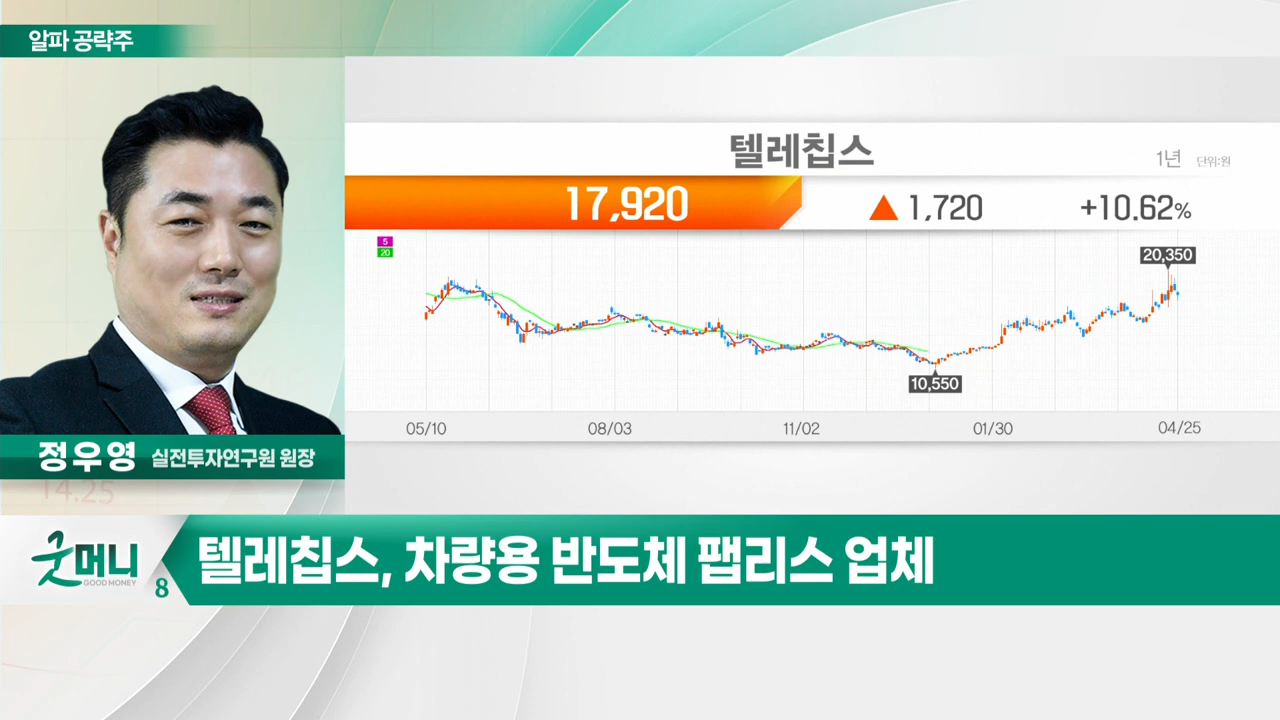 알파 공략주
텔레칩스
1년 단위:원
17,920 ▲ 1,720 +10.62%
5
20
20,350
10,550
05/10 08/03 11/02 01/30 04/25
정우영 실전투자연구원 원장
14.25
굿머니
GOOD MONEY
8
텔레칩스, 차량용 반도체 팹리스 업체